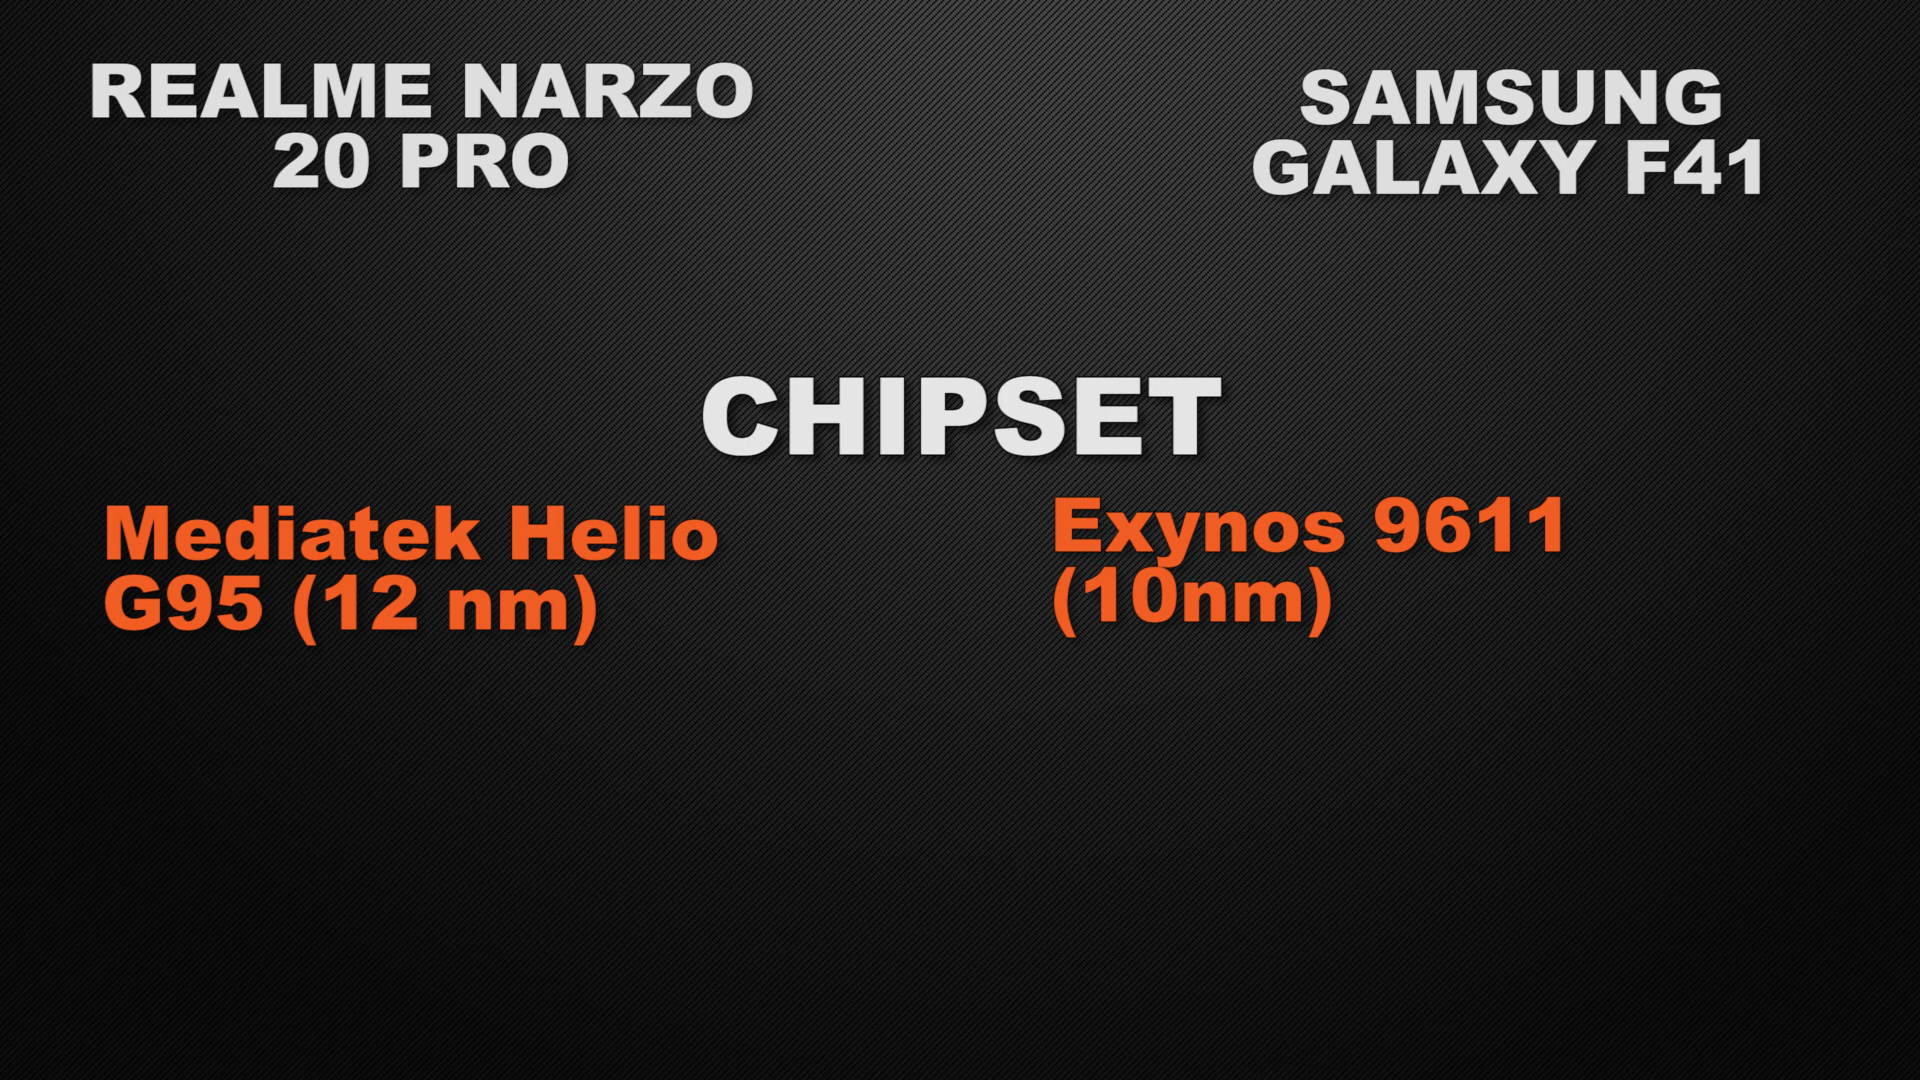 REALME NARZO
20 PRO
SAMSUNG
GALAXY F41
CHIPSET
Mediatek Helio
G95 (12 nm)
Exynos 9611
(10nm)